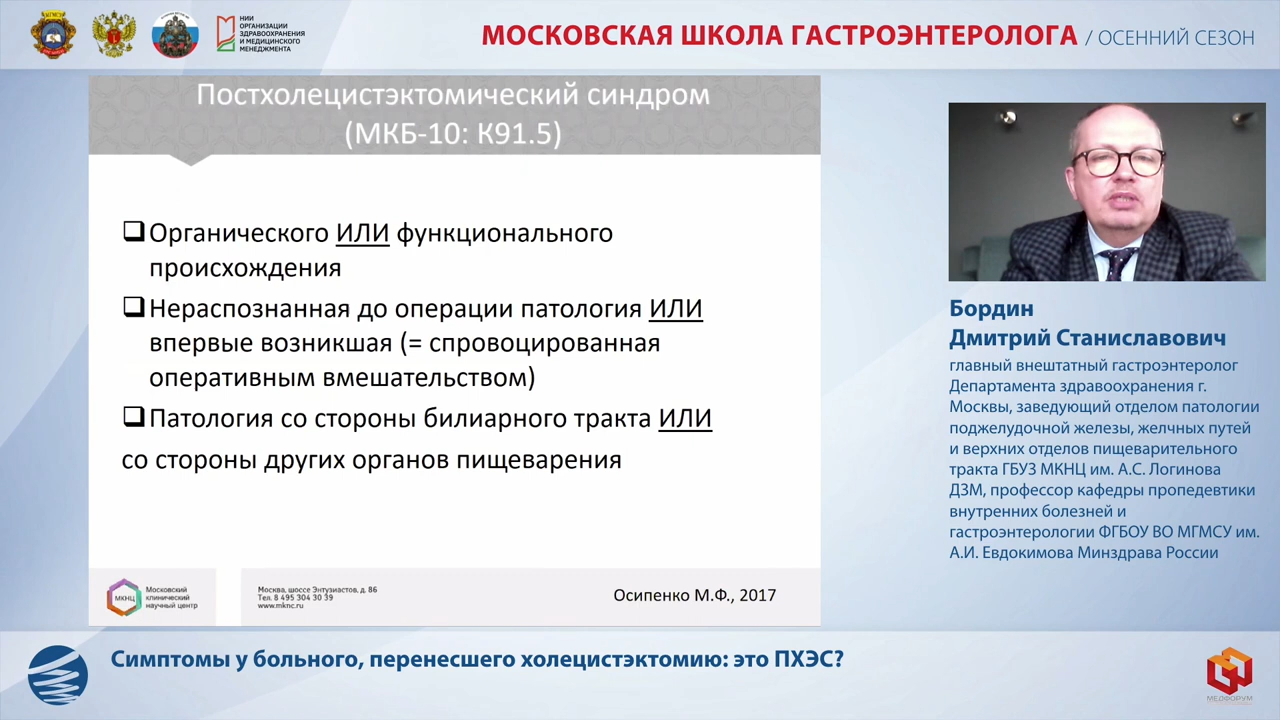 НИИ
ОРГАНИЗАЦИИ
ЗДРАВООХРАНЕНИЯ
И МЕДИЦИНСКОГО
МЕНЕДЖМЕНТА
МОСКОВСКАЯ ШКОЛА ГАСТРОЭНТЕРОЛОГА / ОСЕННИЙ СЕЗОН
Постхолецистэктомический синдром
(МКБ-10: К91.5)
Органического ИЛИ функционального
происхождения
Нераспознанная до операции патология ИЛИ
впервые возникшая (= спровоцированная
оперативным вмешательством)
Патология со стороны билиарного тракта ИЛИ
со стороны других органов пищеварения
МКНЦ
Московский
клинический
научный центр
Москва, шоссе Энтузиастов, д. 86
Тел. 8 495 304 30 39
www.mknc.ru
Осипенко М.Ф., 2017
Бордин
Дмитрий Станиславович
главный внештатный гастроэнтеролог
Департамента здравоохранения г.
Москвы, заведующий отделом патологии
поджелудочной железы, желчных путей
и верхних отделов пищеварительного
тракта ГБУЗ МКНЦ им. А.С. Логинова
ДЗМ, профессор кафедры пропедевтики
внутренних болезней и
гастроэнтерологии ФГБОУ ВО МГМСУ им.
А.И. Евдокимова Минздрава России
Симптомы у больного, перенесшего холецистэктомию: это ПХЭС?
МЕДФОРУМ